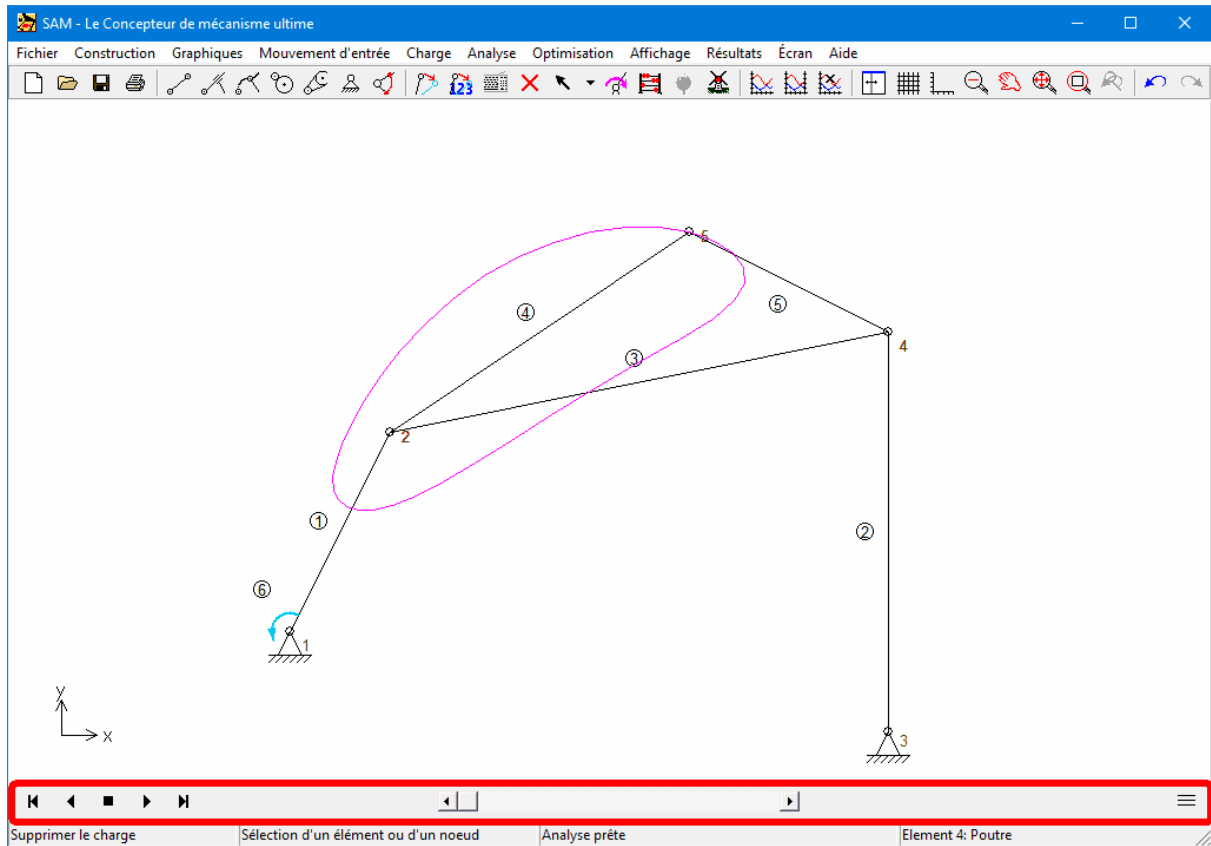 SAM - Le Concepteur de mécanisme ultime
Fichier Construction Graphiques Mouvement d'entrée Charge Analyse Optimisation Affichage Résultats Écran Aide
123
5
④
⑤
4
③
2
①
②
⑥
1
y
x
3
Supprimer le charge Sélection d'un élément ou d'un noeud Analyse prête Element 4: Poutre